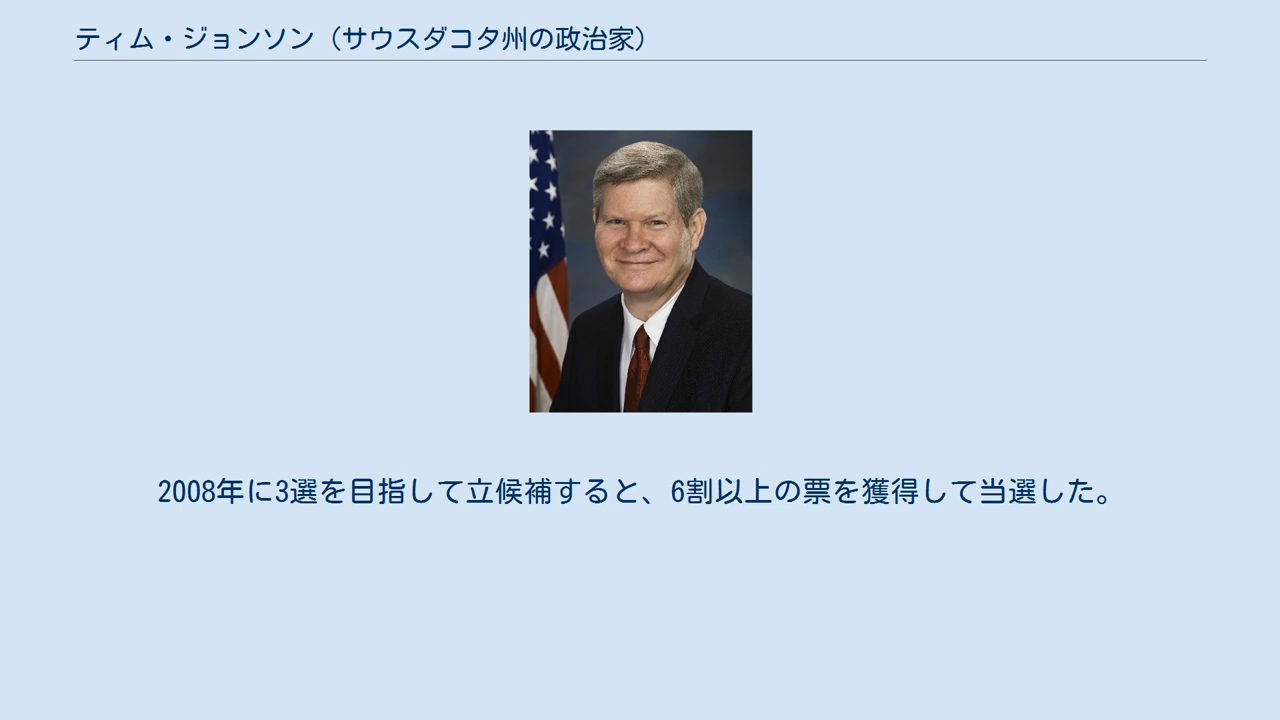 ティム・ジョンソン（サウスダコタ州の政治家）
2008年に3選を目指して立候補すると、6割以上の票を獲得して当選した。